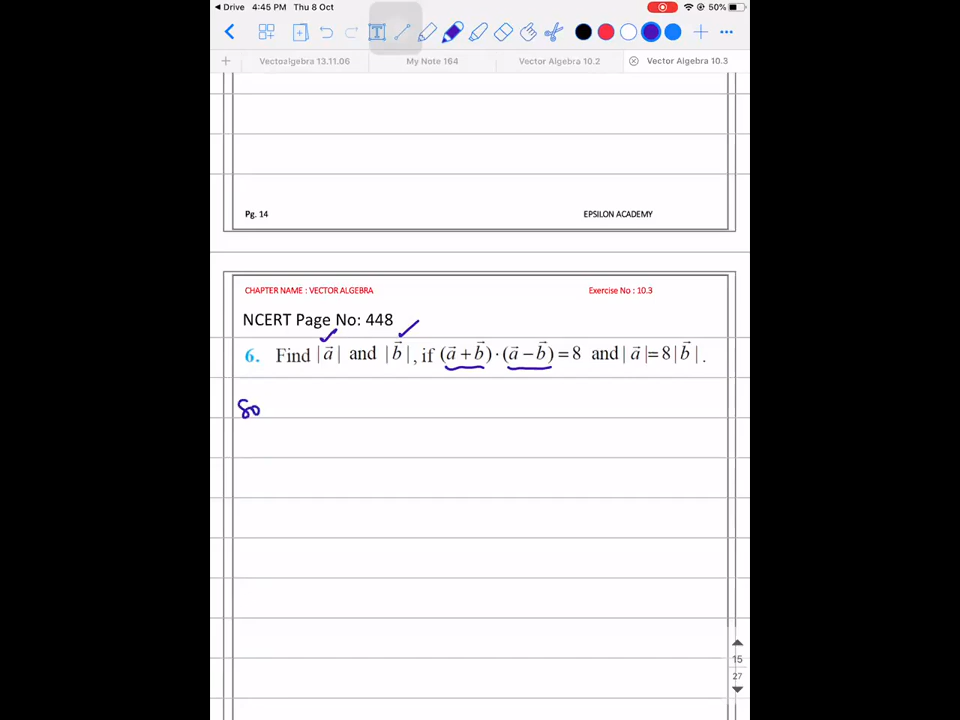 Drive 4:45 PM Thu 8 Oct 50%
T
Vectoalgebra 13.11.06 My Note 164 Vector Algebra 10.2 Vector Algebra 10.3
Pg. 14 EPSILON ACADEMY
CHAPTER NAME : VECTOR ALGEBRA Exercise No : 10.3
NCERT Page No: 448
6. Find |a⃗| and |b⃗|, if (a⃗ + b⃗)·(a⃗ − b⃗) = 8 and |a⃗| = 8|b⃗|.
So
15
27